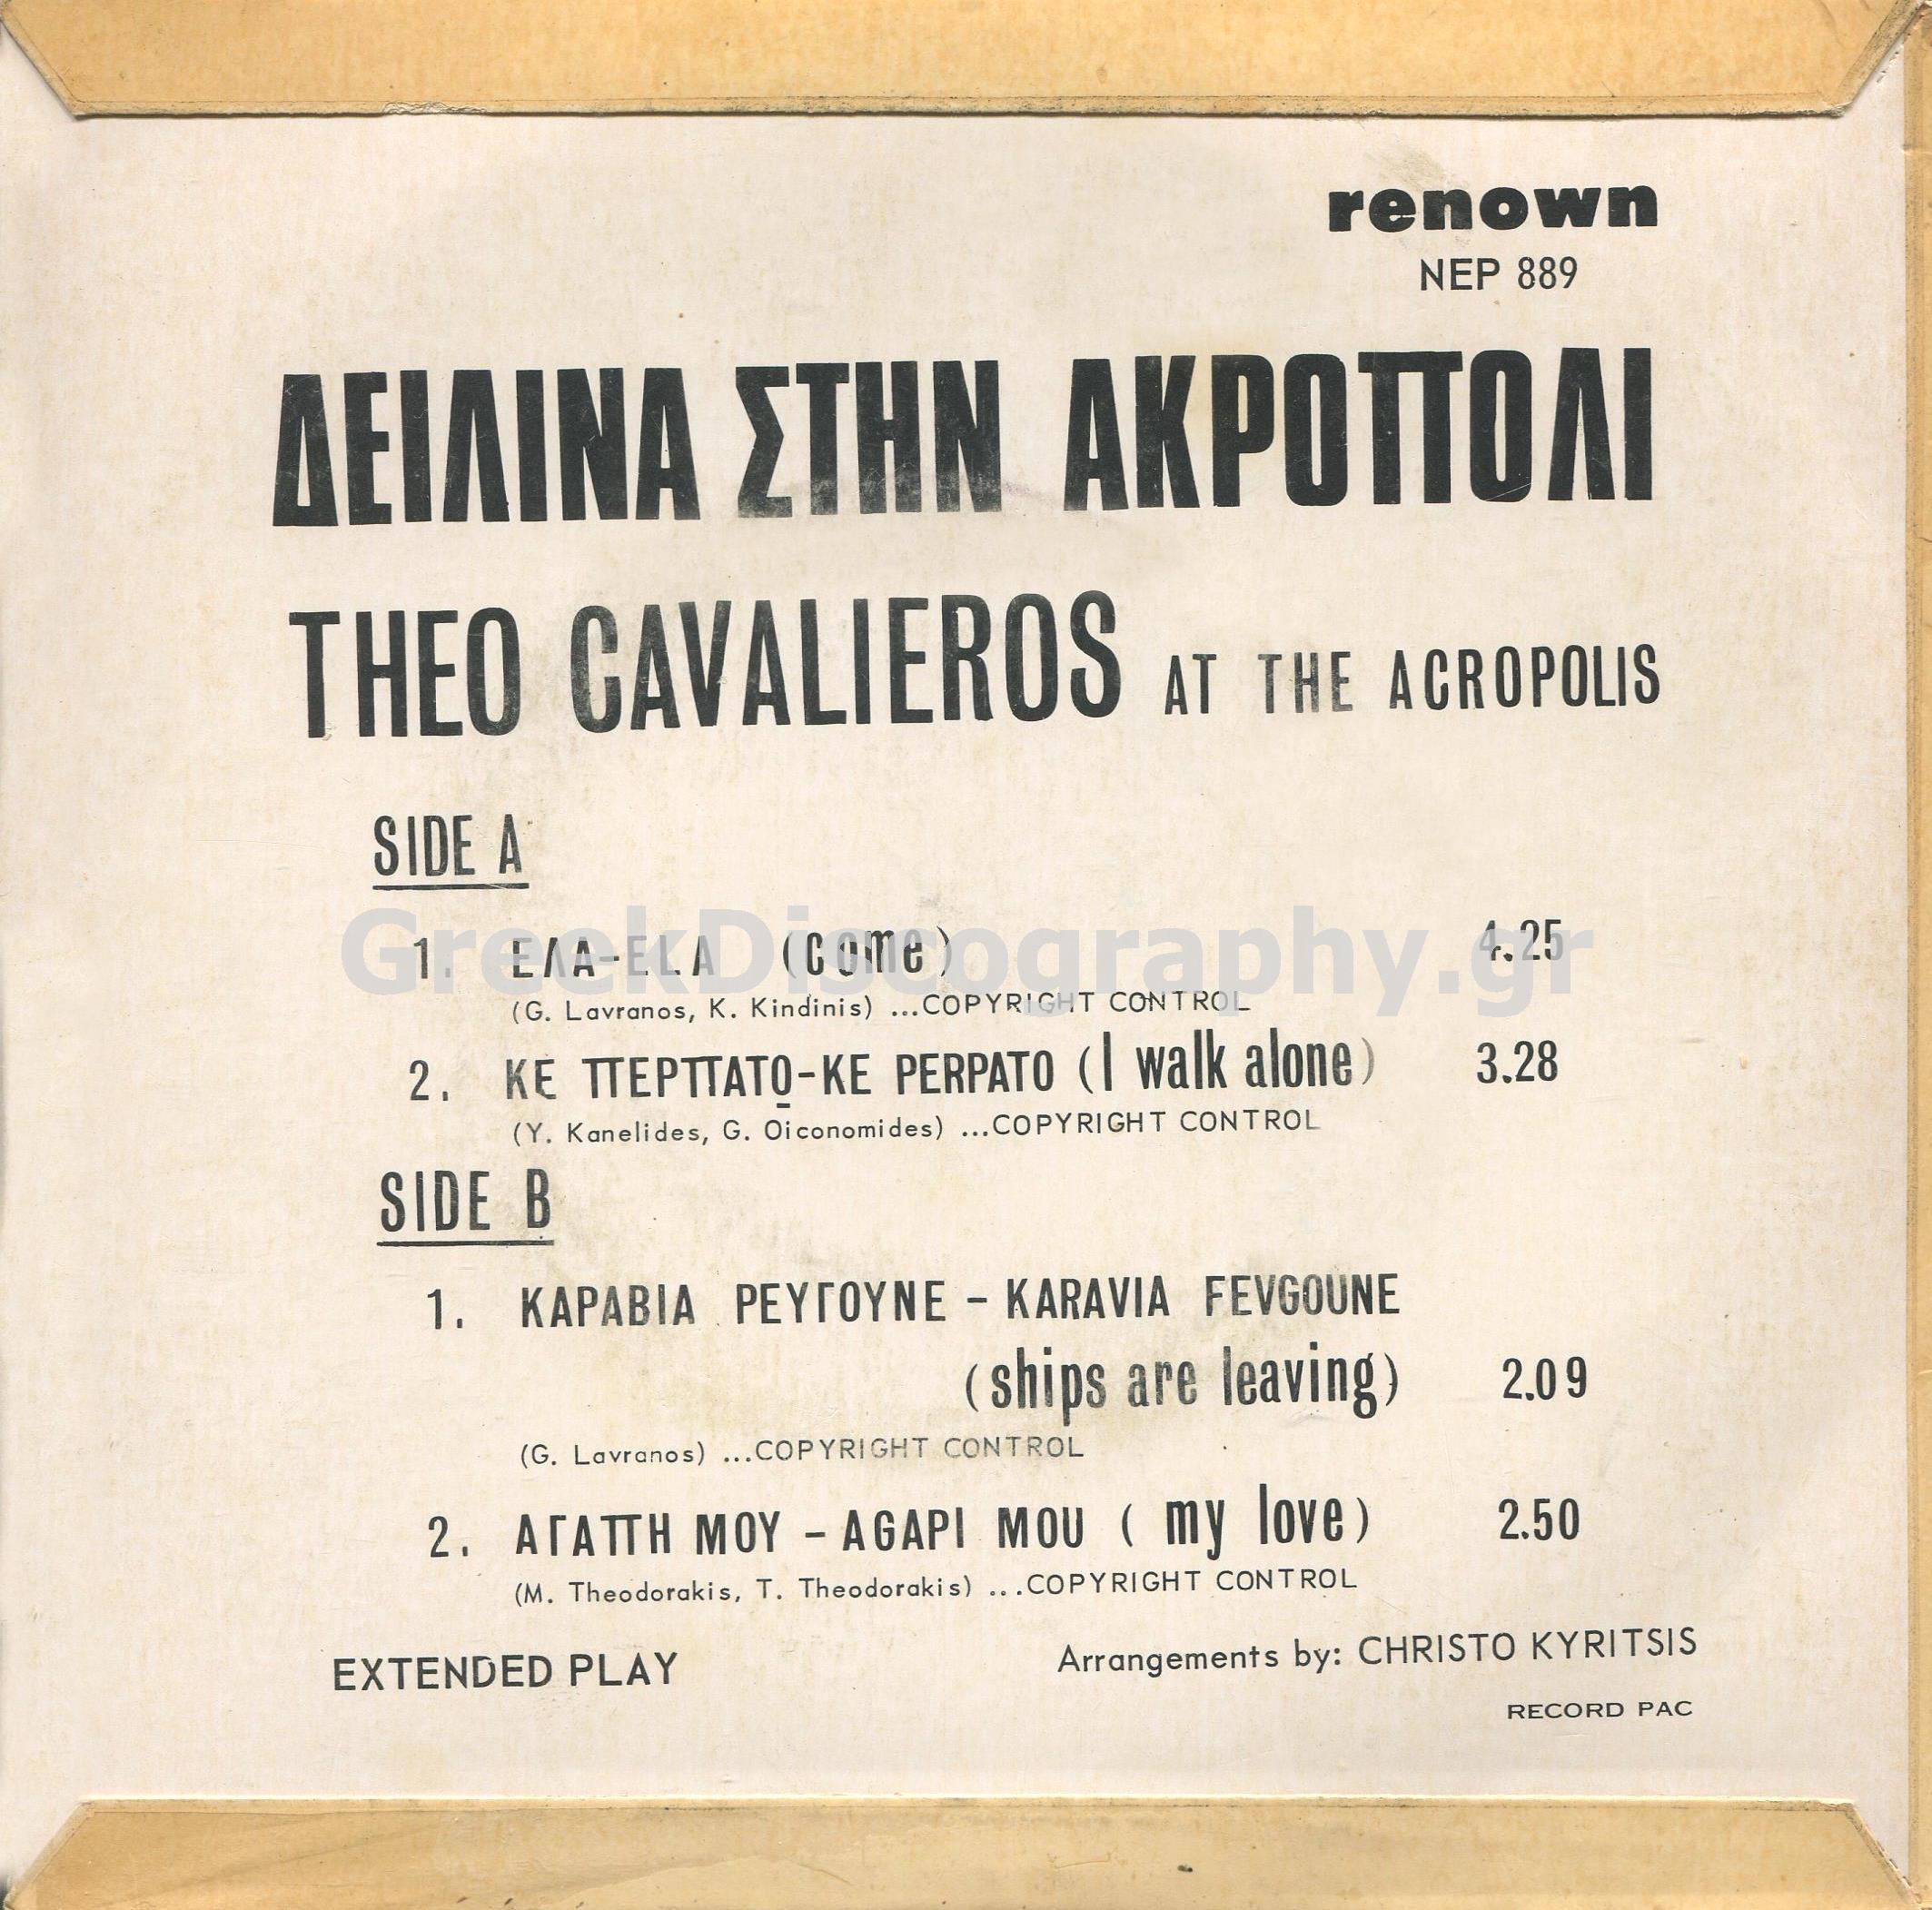 renown
NEP 889
ΔΕΙΛΙΝΑ ΣΤΗΝ ΑΚΡΟΠΟΛΙ
THEO CAVALIEROS AT THE ACROPOLIS
SIDE A
1. ΕΛΑ-ELA (come) 4.25
GreekDiscography.gr
(G. Lavranos, K. Kindinis) ...COPYRIGHT CONTROL
2. ΚΕ ΠΕΡΠΑΤΟ-KE PERPATO (I walk alone) 3.28
(Y. Kanelides, G. Oiconomides) ...COPYRIGHT CONTROL
SIDE B
1. ΚΑΡΑΒΙΑ ΡΕΥΓΟΥΝΕ - KARAVIA FEVGOUNE
(ships are leaving) 2.09
(G. Lavranos) ...COPYRIGHT CONTROL
2. ΑΓΑΠΗ ΜΟΥ - AGAPI MOU ( my love) 2.50
(M. Theodorakis, T. Theodorakis) ...COPYRIGHT CONTROL
EXTENDED PLAY
Arrangements by: CHRISTO KYRITSIS
RECORD PAC